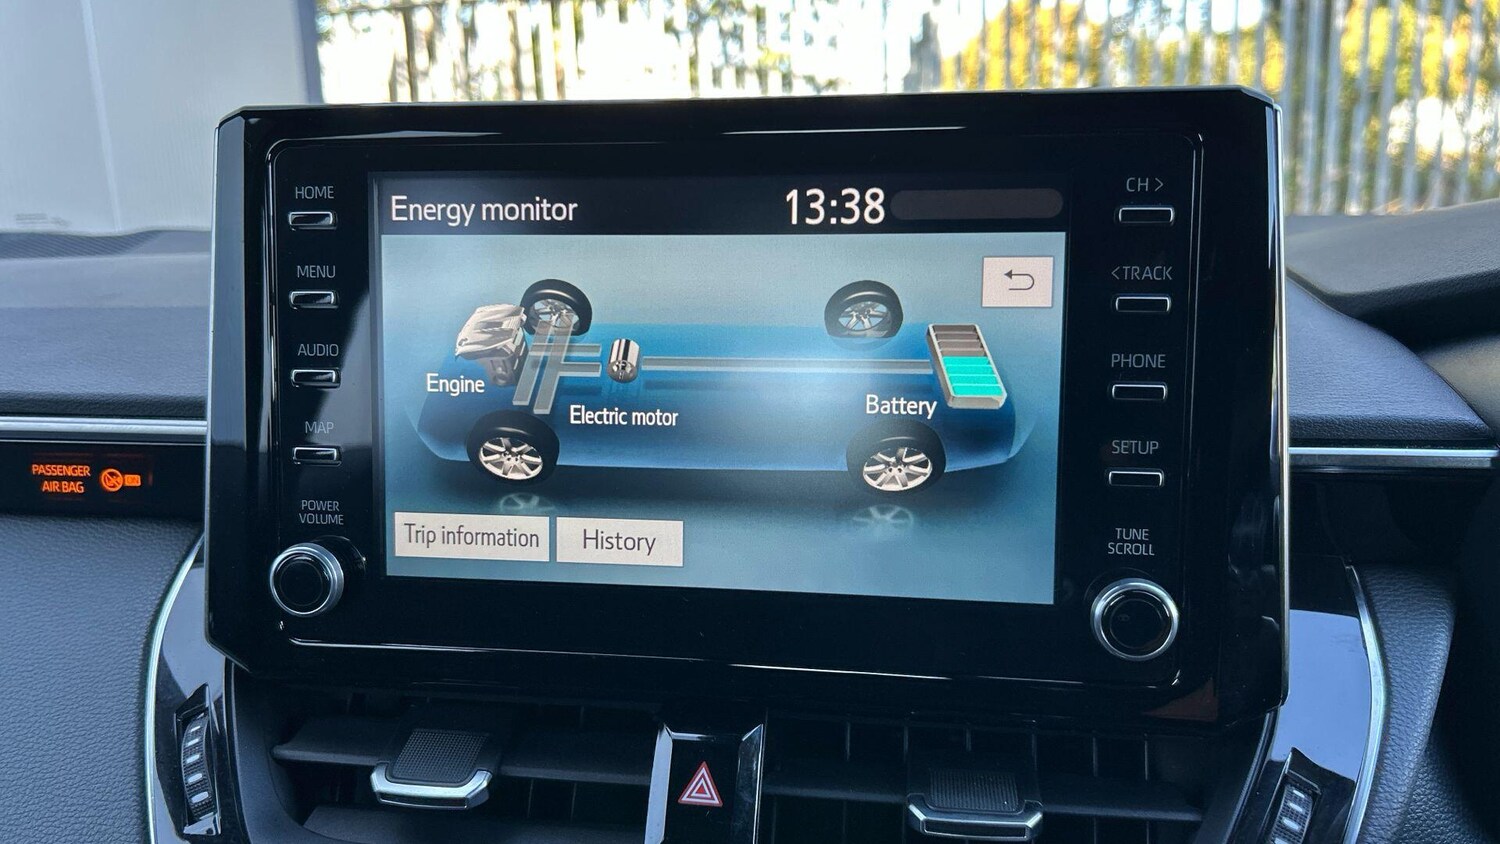 HOME
MENU
AUDIO
MAP
POWER
VOLUME
Energy monitor
13:38
Engine
Electric motor
Battery
Trip information
History
CH >
<TRACK
PHONE
SETUP
TUNE
SCROLL
PASSENGER
AIR BAG